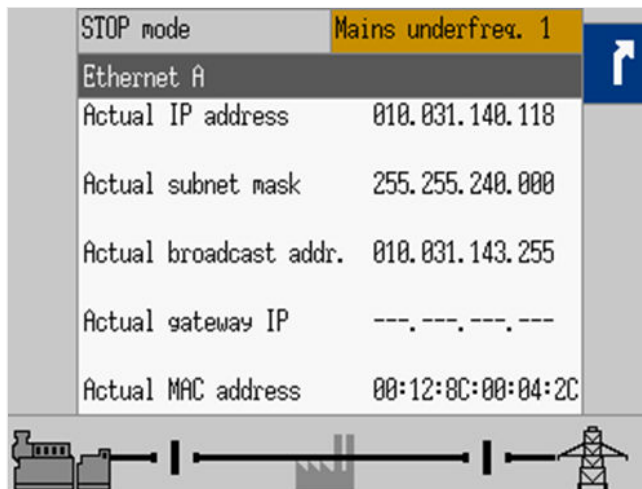 STOP mode Mains underfreq. 1
Ethernet A
Actual IP address 010.031.140.118
Actual subnet mask 255.255.240.000
Actual broadcast addr. 010.031.143.255
Actual gateway IP ---.---.---.---
Actual MAC address 00:12:8C:00:04:2C